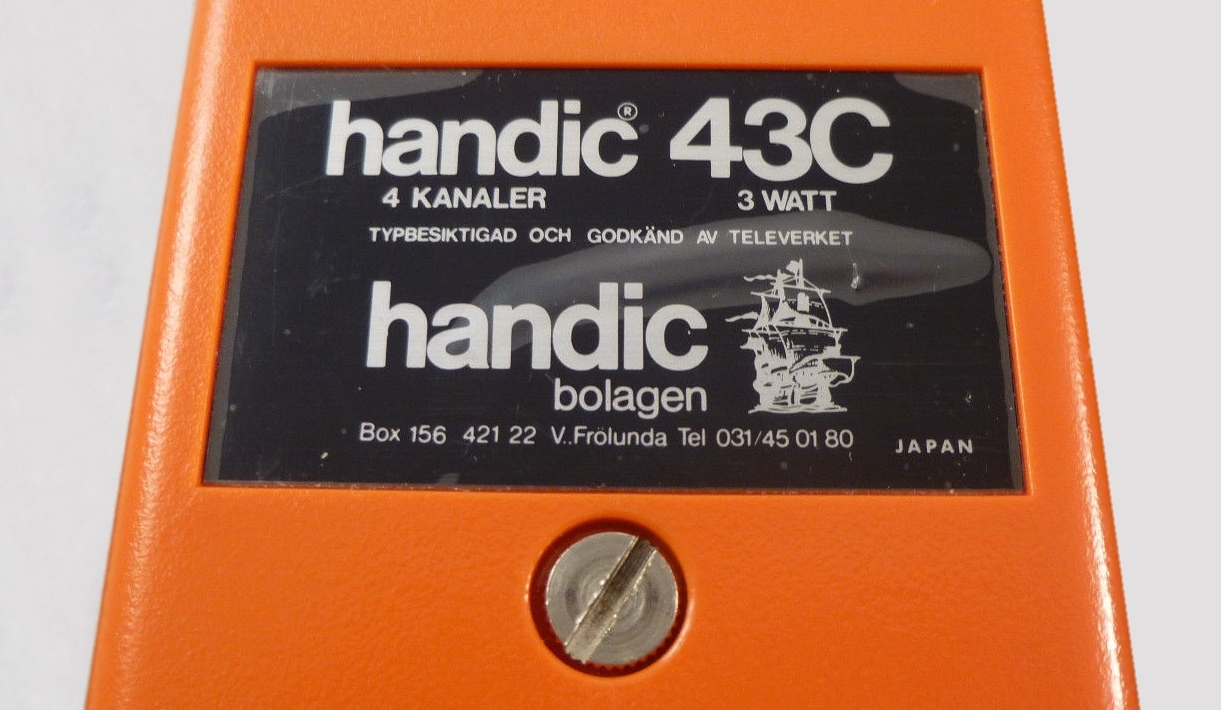 handic® 43C
4 KANALER 3 WATT
TYPBESIKTIGAD OCH GODKÄND AV TELEVERKET
handic
bolagen
Box 156 421 22 V..Frölunda Tel 031/45 01 80
JAPAN